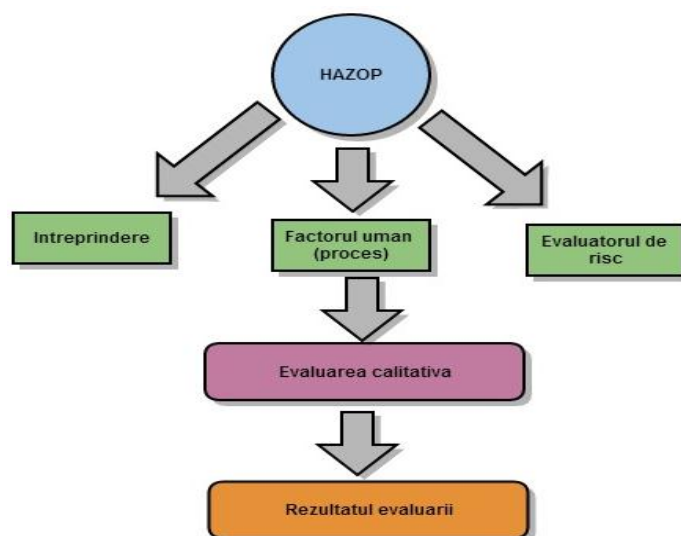 HAZOP
Intreprindere
Factorul uman
(proces)
Evaluatorul de
risc
Evaluarea calitativa
Rezultatul evaluarii